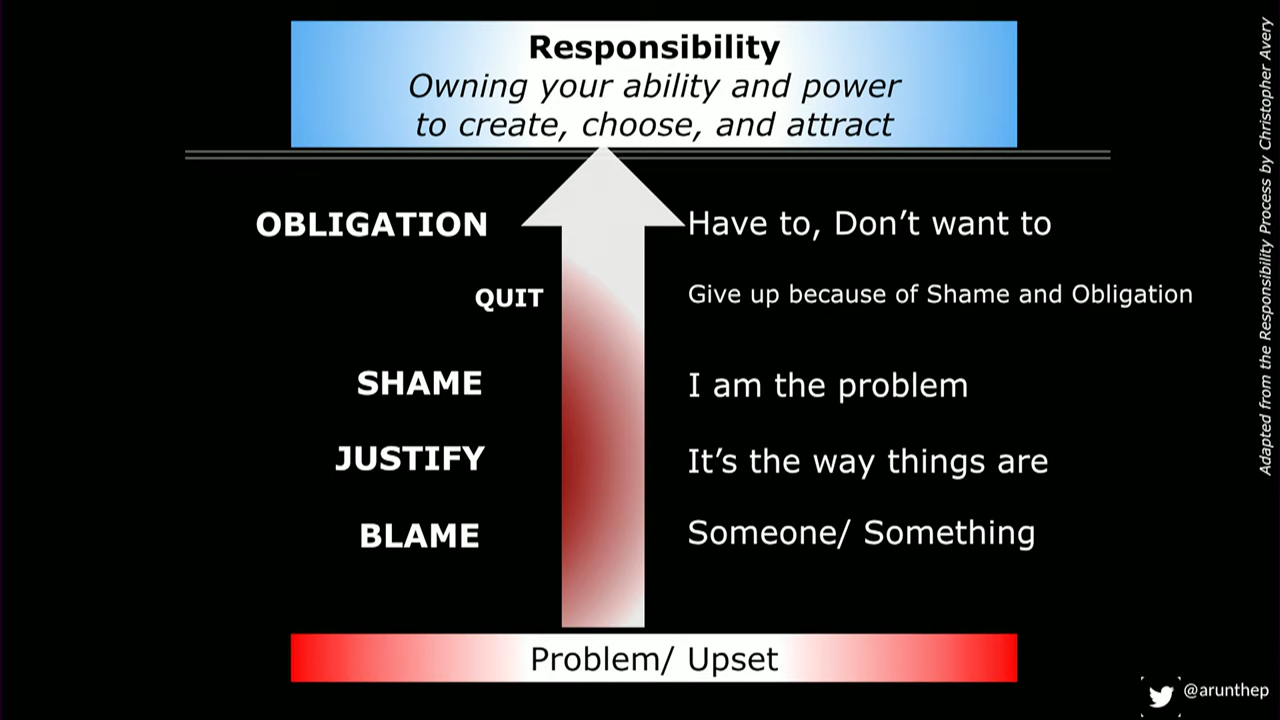 Responsibility
Owning your ability and power
to create, choose, and attract
OBLIGATION Have to, Don’t want to
QUIT Give up because of Shame and Obligation
SHAME I am the problem
JUSTIFY It’s the way things are
BLAME Someone/ Something
Problem/ Upset
Adapted from the Responsibility Process by Christopher Avery
@arunthep